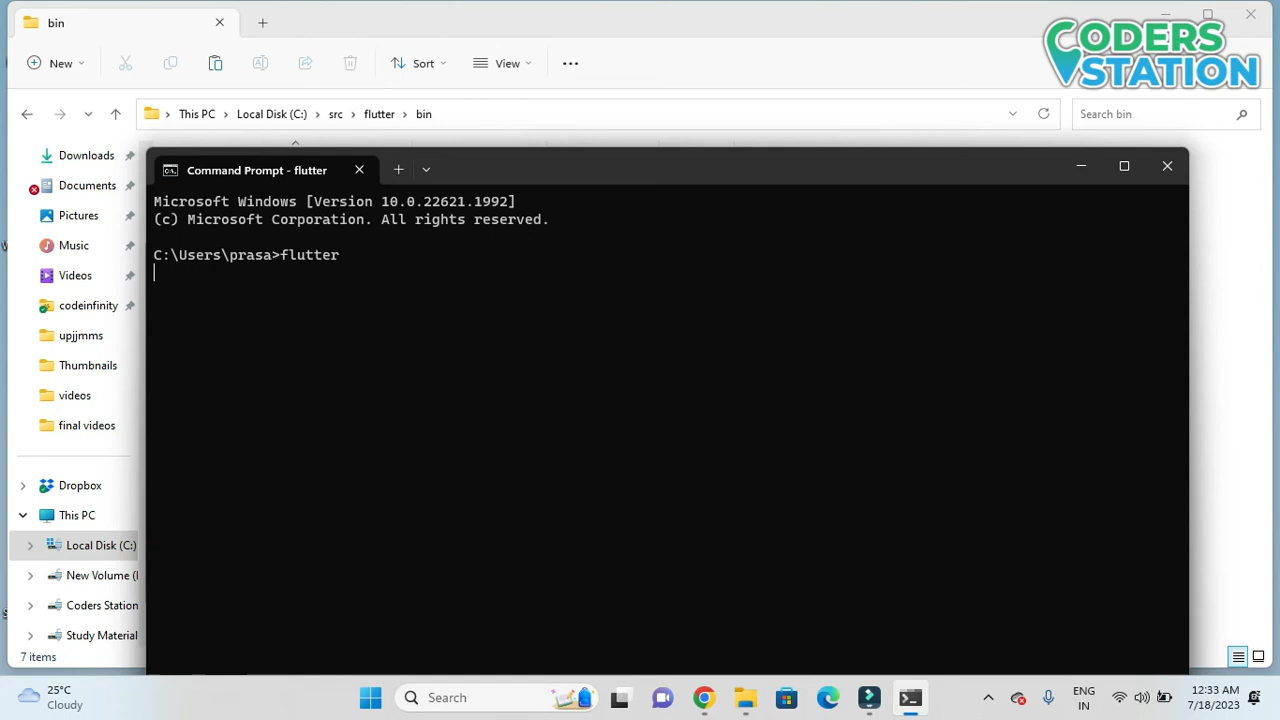 bin
CODERS
STATION
New
Sort
View
This PC
Local Disk (C:)
src
flutter
bin
Search bin
Downloads
Documents
Pictures
Music
Videos
codeinfinity
upjjmms
Thumbnails
videos
final videos
Dropbox
This PC
Local Disk (C:)
New Volume (
Coders Station
Study Material
7 items
Command Prompt - flutter
Microsoft Windows [Version 10.0.22621.1992]
(c) Microsoft Corporation. All rights reserved.
C:\Users\prasa>flutter
25°C
Cloudy
Search
ENG
IN
12:33 AM
7/18/2023